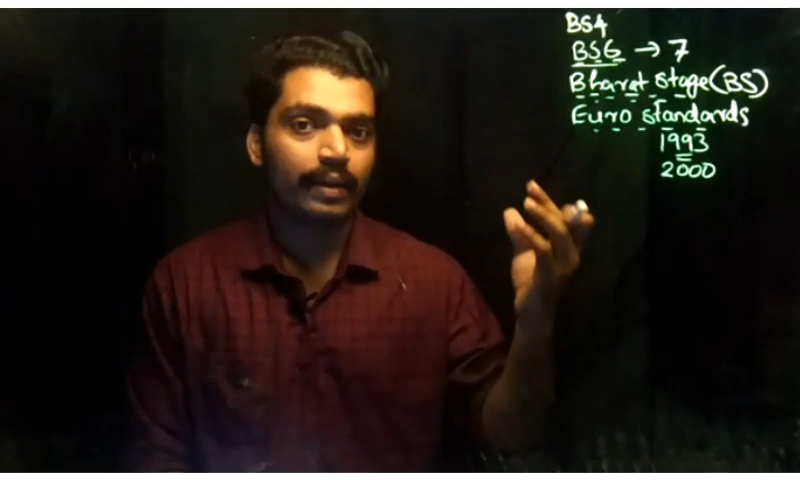 BS4
BS6 → 7
Bharat stage (BS)
Euro standards
1993
2000